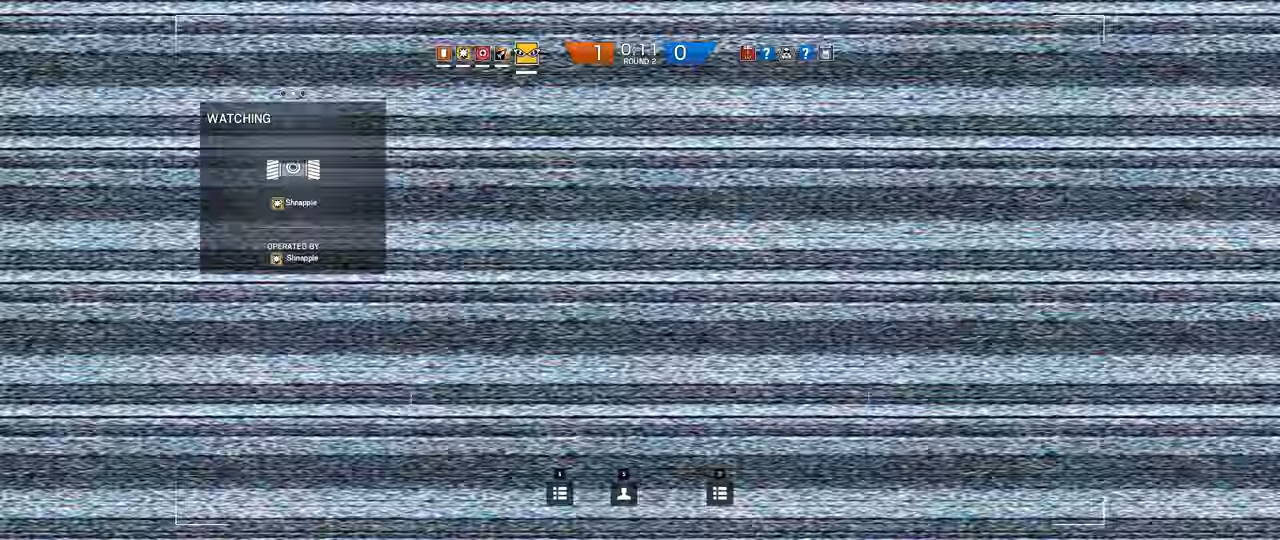 1 0:11 0
ROUND 2
? ?
WATCHING
Shnappie
OPERATED BY
Shnappie